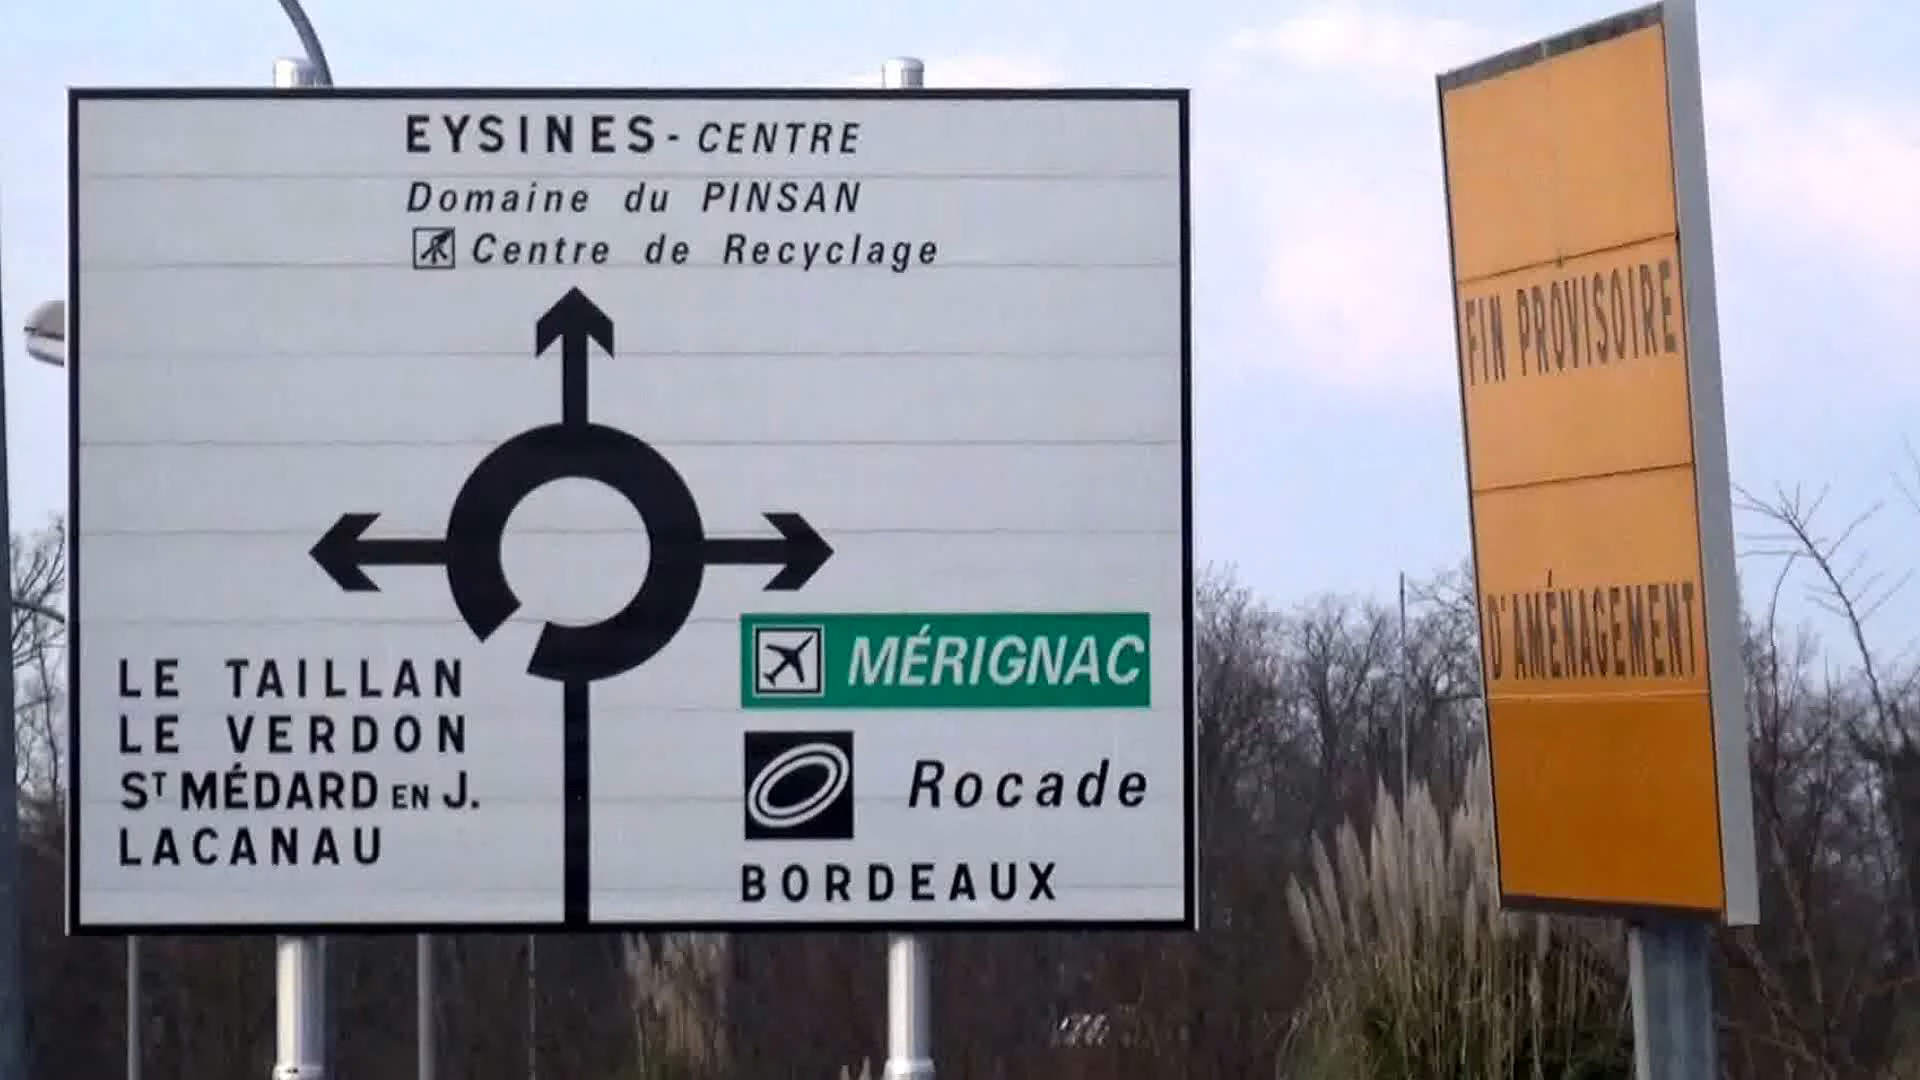 EYSINES - CENTRE
Domaine du PINSAN
Centre de Recyclage
LE TAILLAN
LE VERDON
ST MÉDARD EN J.
LACANAU
MÉRIGNAC
Rocade
BORDEAUX
FIN PROVISOIRE
D'AMÉNAGEMENT